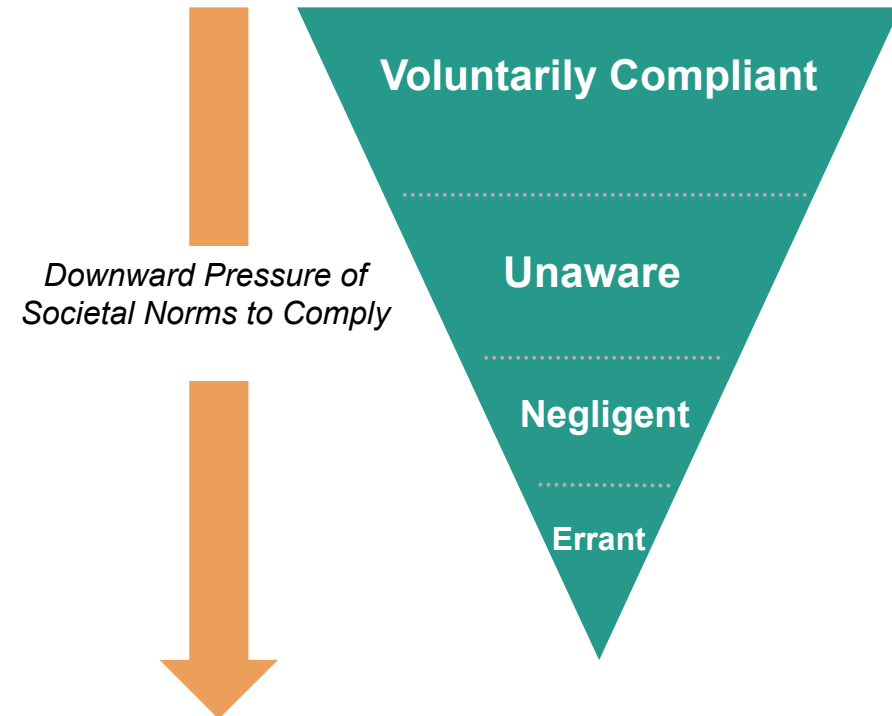 Voluntarily Compliant
Unaware
Downward Pressure of
Societal Norms to Comply
Negligent
Errant